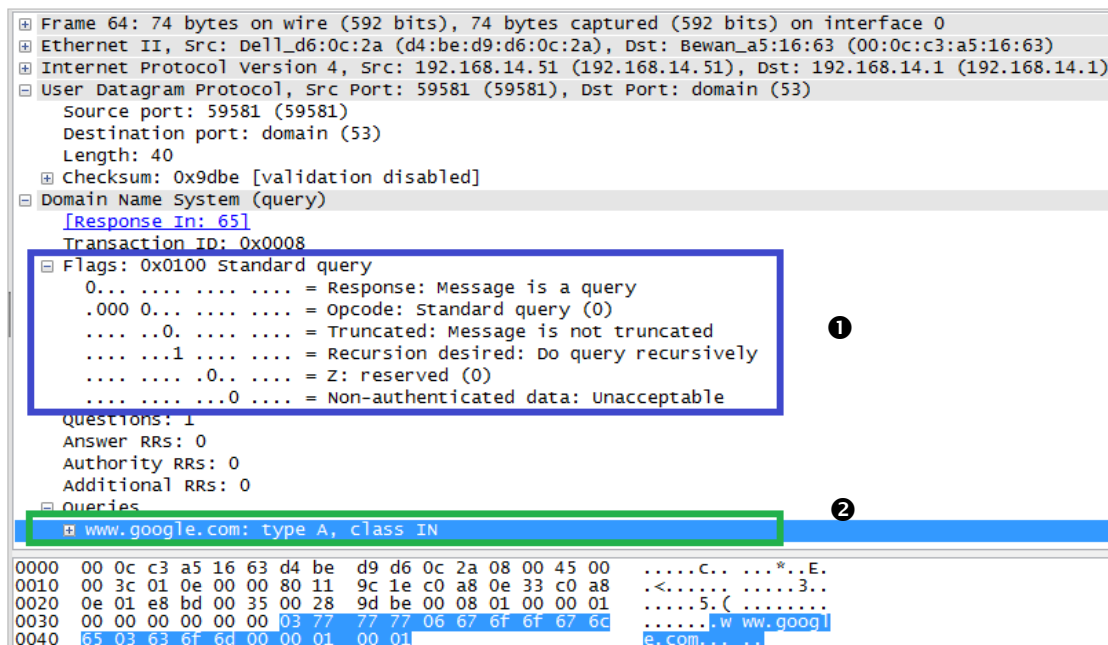 Frame 64: 74 bytes on wire (592 bits), 74 bytes captured (592 bits) on interface 0
Ethernet II, Src: Dell_d6:0c:2a (d4:be:d9:d6:0c:2a), Dst: Bewan_a5:16:63 (00:0c:c3:a5:16:63)
Internet Protocol Version 4, Src: 192.168.14.51 (192.168.14.51), Dst: 192.168.14.1 (192.168.14.1)
User Datagram Protocol, Src Port: 59581 (59581), Dst Port: domain (53)
Source port: 59581 (59581)
Destination port: domain (53)
Length: 40
Checksum: 0x9dbe [validation disabled]
Domain Name System (query)
[Response In: 65]
Transaction ID: 0x0008
Flags: 0x0100 Standard query
0... .... .... .... = Response: Message is a query
.000 0... .... .... = Opcode: Standard query (0)
.... ..0. .... .... = Truncated: Message is not truncated
❶
.... ...1 .... .... = Recursion desired: Do query recursively
.... .... .0.. .... = Z: reserved (0)
.... .... ...0 .... = Non-authenticated data: Unacceptable
Questions: 1
Answer RRs: 0
Authority RRs: 0
Additional RRs: 0
Queries
❷
www.google.com: type A, class IN
0000 00 0c c3 a5 16 63 d4 be d9 d6 0c 2a 08 00 45 00 .....c.. ...*..E.
0010 00 3c 01 0e 00 00 80 11 9c 1e c0 a8 0e 33 c0 a8 .<...... .....3..
0020 0e 01 e8 bd 00 35 00 28 9d be 00 08 01 00 00 01 .....5.( ........
0030 00 00 00 00 00 00 03 77 77 77 06 67 6f 6f 67 6c .......w ww.googl
0040 65 03 63 6f 6d 00 00 01 00 01 e.com... ..